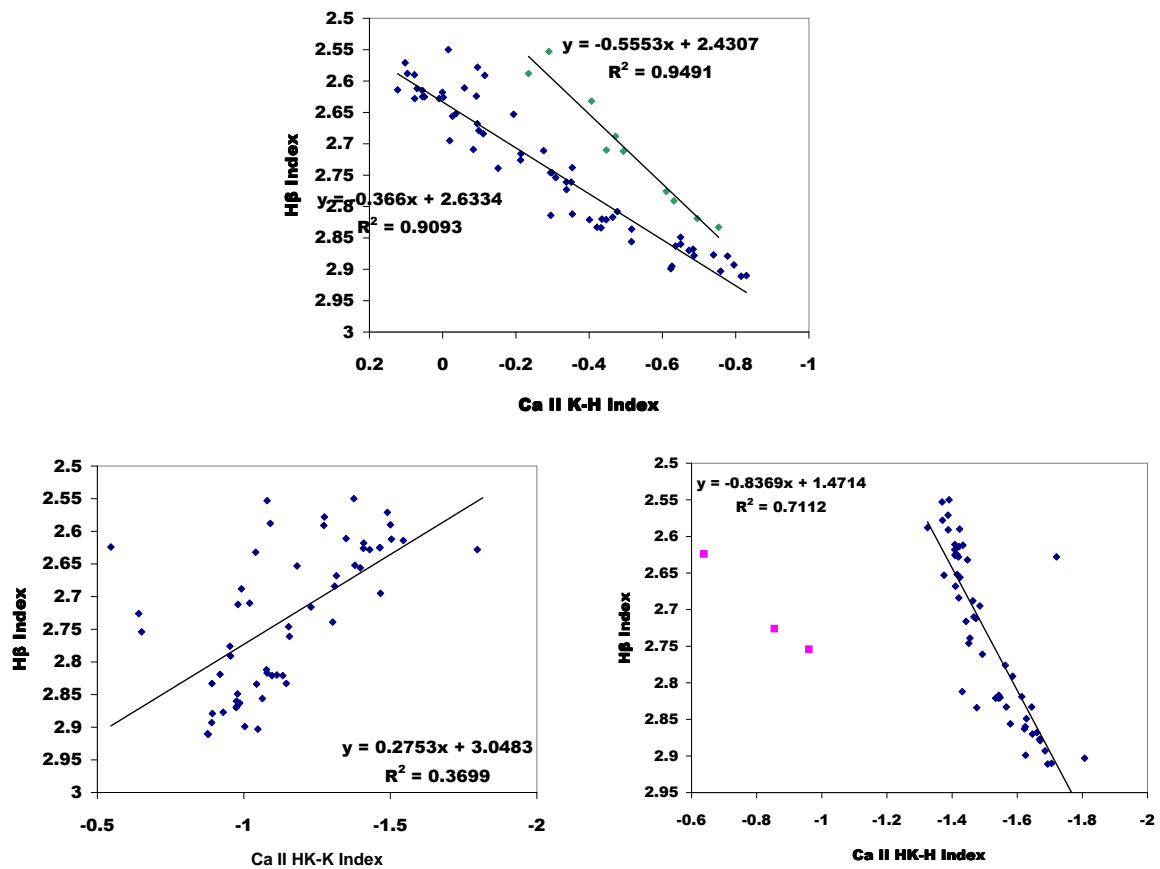 2.5
2.55
2.6
2.65
2.7
2.75
2.8
2.85
2.9
2.95
3
Hβ Index
y = -0.5553x + 2.4307
R² = 0.9491
y = -0.366x + 2.6334
R² = 0.9093
0.2 0 -0.2 -0.4 -0.6 -0.8 -1
Ca II K-H Index
2.5
2.55
2.6
2.65
2.7
2.75
2.8
2.85
2.9
2.95
3
Hβ Index
y = 0.2753x + 3.0483
R² = 0.3699
-0.5 -1 -1.5 -2
Ca II HK-K Index
2.5
2.55
2.6
2.65
2.7
2.75
2.8
2.85
2.9
2.95
Hβ Index
y = -0.8369x + 1.4714
R² = 0.7112
-0.6 -0.8 -1 -1.2 -1.4 -1.6 -1.8 -2
Ca II HK-H Index